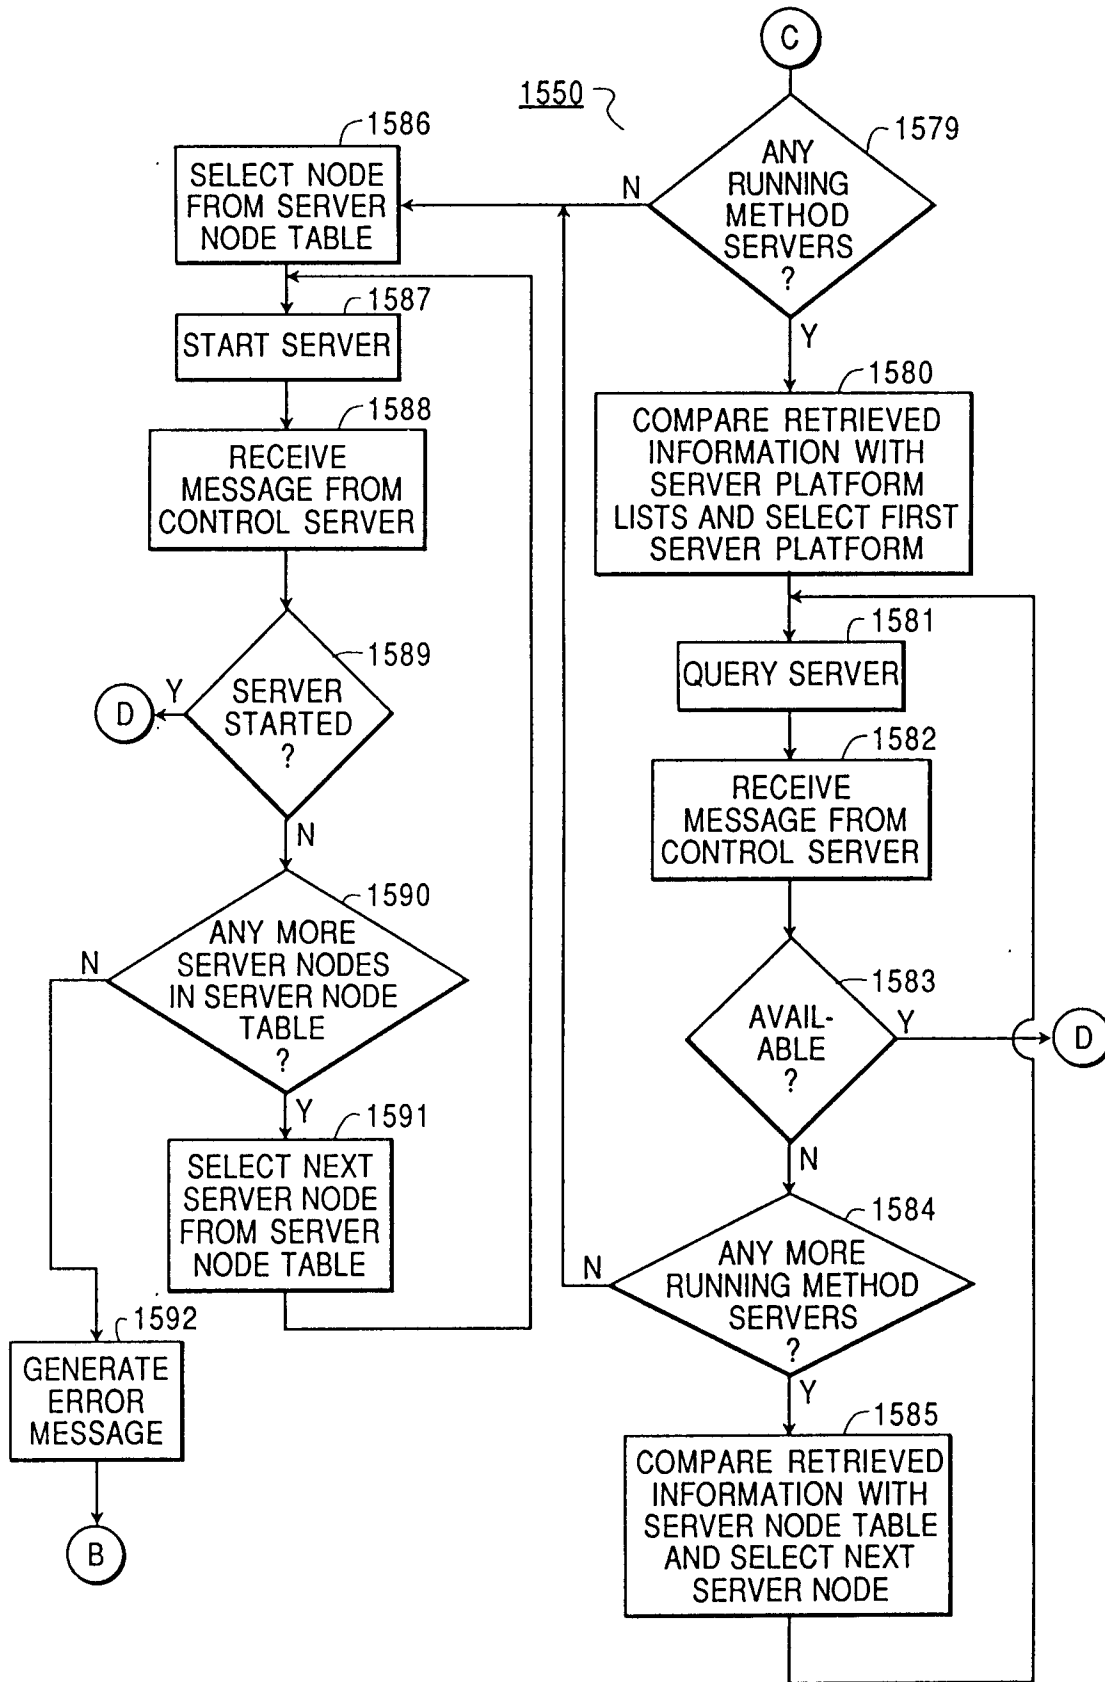 C
1550
1579
ANY
RUNNING
METHOD
SERVERS
?
N
Y
1586
SELECT NODE
FROM SERVER
NODE TABLE
1587
START SERVER
1588
RECEIVE
MESSAGE FROM
CONTROL SERVER
1589
SERVER
STARTED
?
Y
D
N
1590
ANY MORE
SERVER NODES
IN SERVER NODE
TABLE
?
N
Y
1591
SELECT NEXT
SERVER NODE
FROM SERVER
NODE TABLE
1592
GENERATE
ERROR
MESSAGE
B
1580
COMPARE RETRIEVED
INFORMATION WITH
SERVER PLATFORM
LISTS AND SELECT FIRST
SERVER PLATFORM
1581
QUERY SERVER
1582
RECEIVE
MESSAGE FROM
CONTROL SERVER
1583
AVAIL-
ABLE
?
Y
D
N
1584
ANY MORE
RUNNING METHOD
SERVERS
?
N
Y
1585
COMPARE RETRIEVED
INFORMATION WITH
SERVER NODE TABLE
AND SELECT NEXT
SERVER NODE